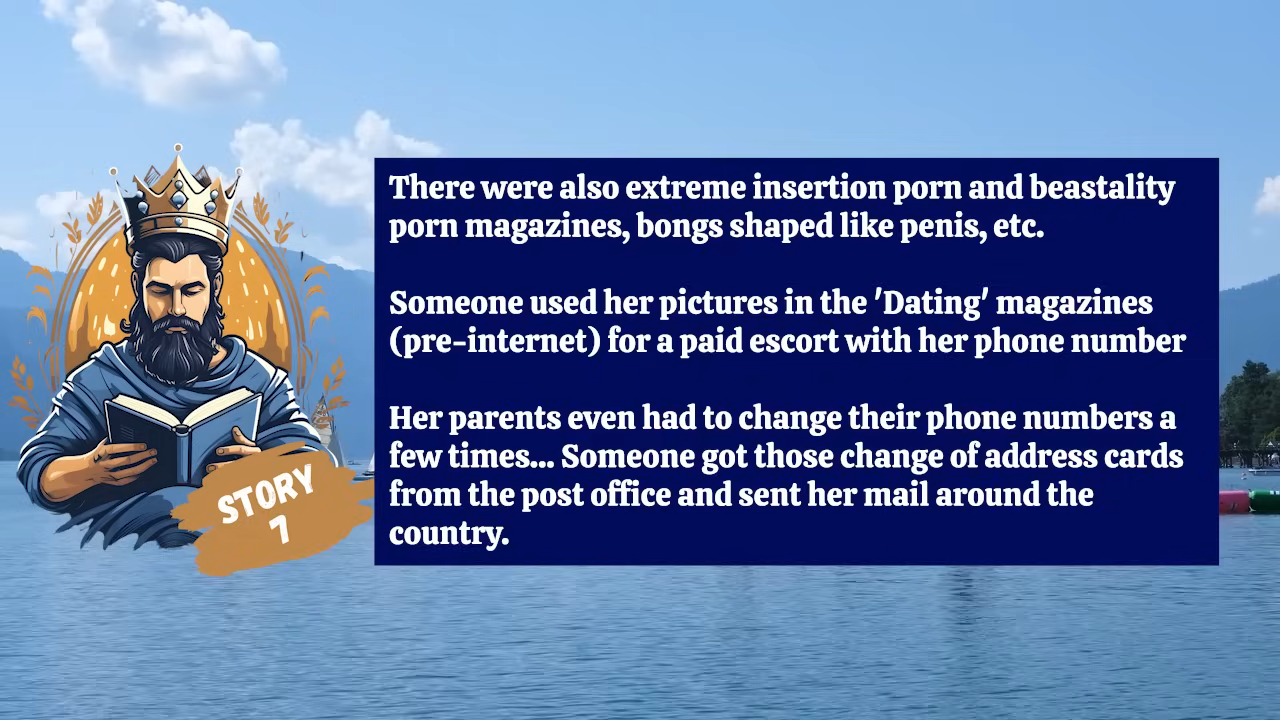 There were also extreme insertion porn and beastality
porn magazines, bongs shaped like penis, etc.
Someone used her pictures in the 'Dating' magazines
(pre-internet) for a paid escort with her phone number
Her parents even had to change their phone numbers a
few times... Someone got those change of address cards
from the post office and sent her mail around the
country.
STORY
7